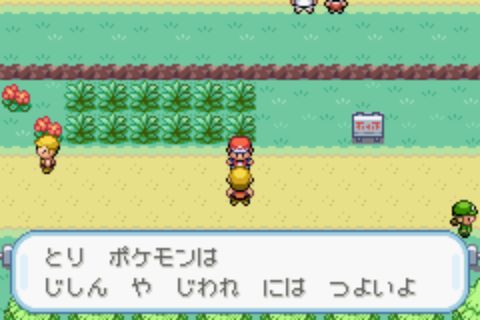 とり　ポケモンは
じしん　や　じわれ　には　つよいよ